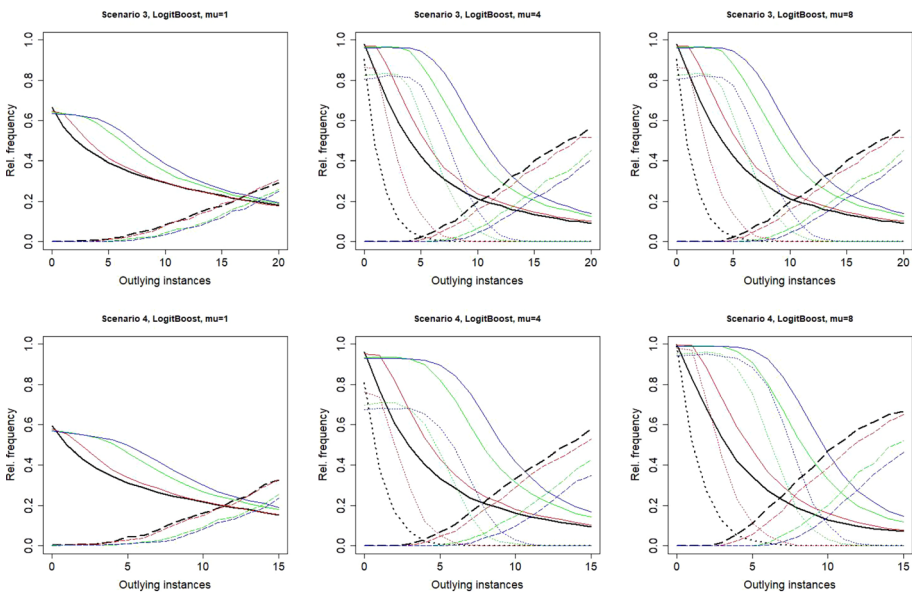 Scenario 3, LogitBoost, mu=1
Rel. frequency
0.0 0.2 0.4 0.6 0.8 1.0
0 5 10 15 20
Outlying instances
Scenario 3, LogitBoost, mu=4
Rel. frequency
0.0 0.2 0.4 0.6 0.8 1.0
0 5 10 15 20
Outlying instances
Scenario 3, LogitBoost, mu=8
Rel. frequency
0.0 0.2 0.4 0.6 0.8 1.0
0 5 10 15 20
Outlying instances
Scenario 4, LogitBoost, mu=1
Rel. frequency
0.0 0.2 0.4 0.6 0.8 1.0
0 5 10 15
Outlying instances
Scenario 4, LogitBoost, mu=4
Rel. frequency
0.0 0.2 0.4 0.6 0.8 1.0
0 5 10 15
Outlying instances
Scenario 4, LogitBoost, mu=8
Rel. frequency
0.0 0.2 0.4 0.6 0.8 1.0
0 5 10 15
Outlying instances